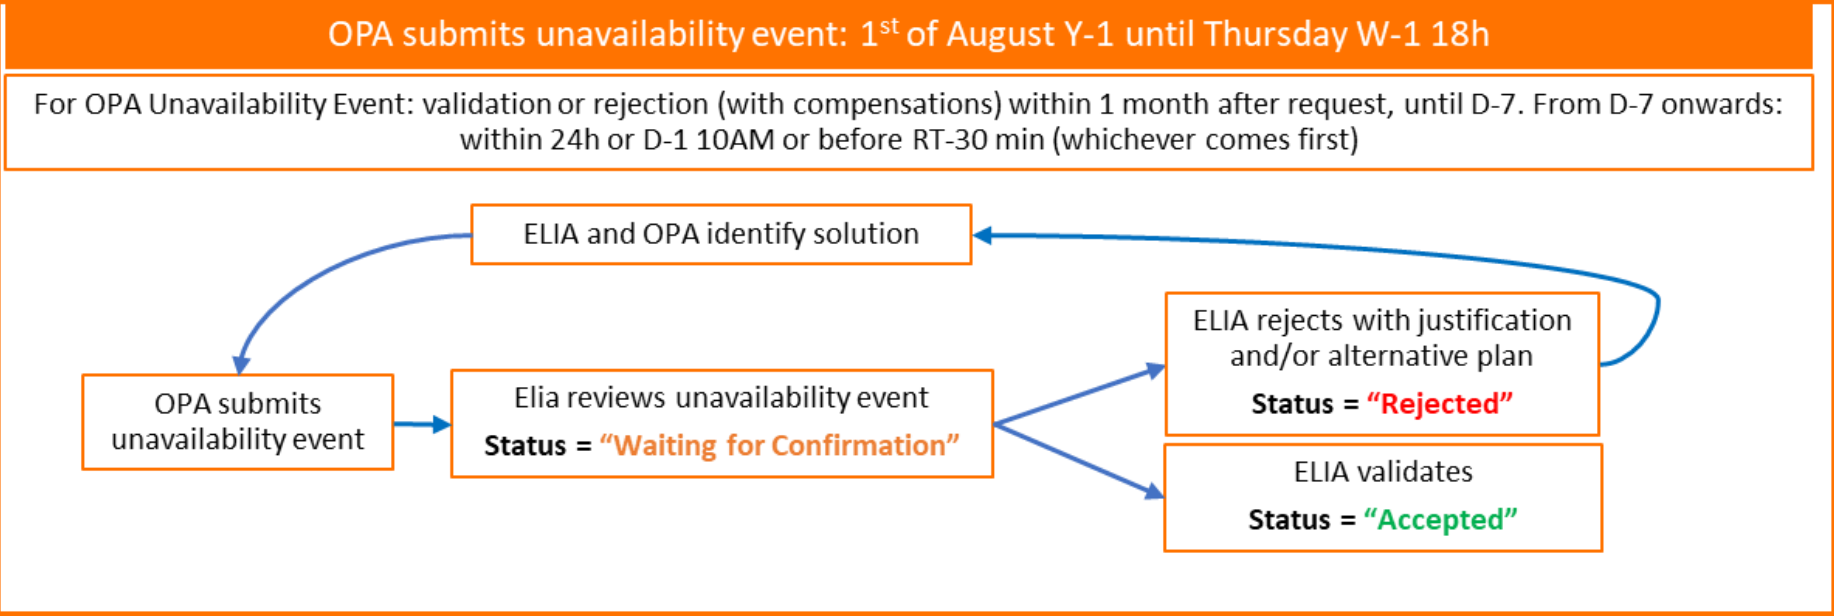 OPA submits unavailability event: 1st of August Y-1 until Thursday W-1 18h
For OPA Unavailability Event: validation or rejection (with compensations) within 1 month after request, until D-7. From D-7 onwards:
within 24h or D-1 10AM or before RT-30 min (whichever comes first)
ELIA and OPA identify solution
OPA submits
unavailability event
Elia reviews unavailability event
Status = “Waiting for Confirmation”
ELIA rejects with justification
and/or alternative plan
Status = “Rejected”
ELIA validates
Status = “Accepted”